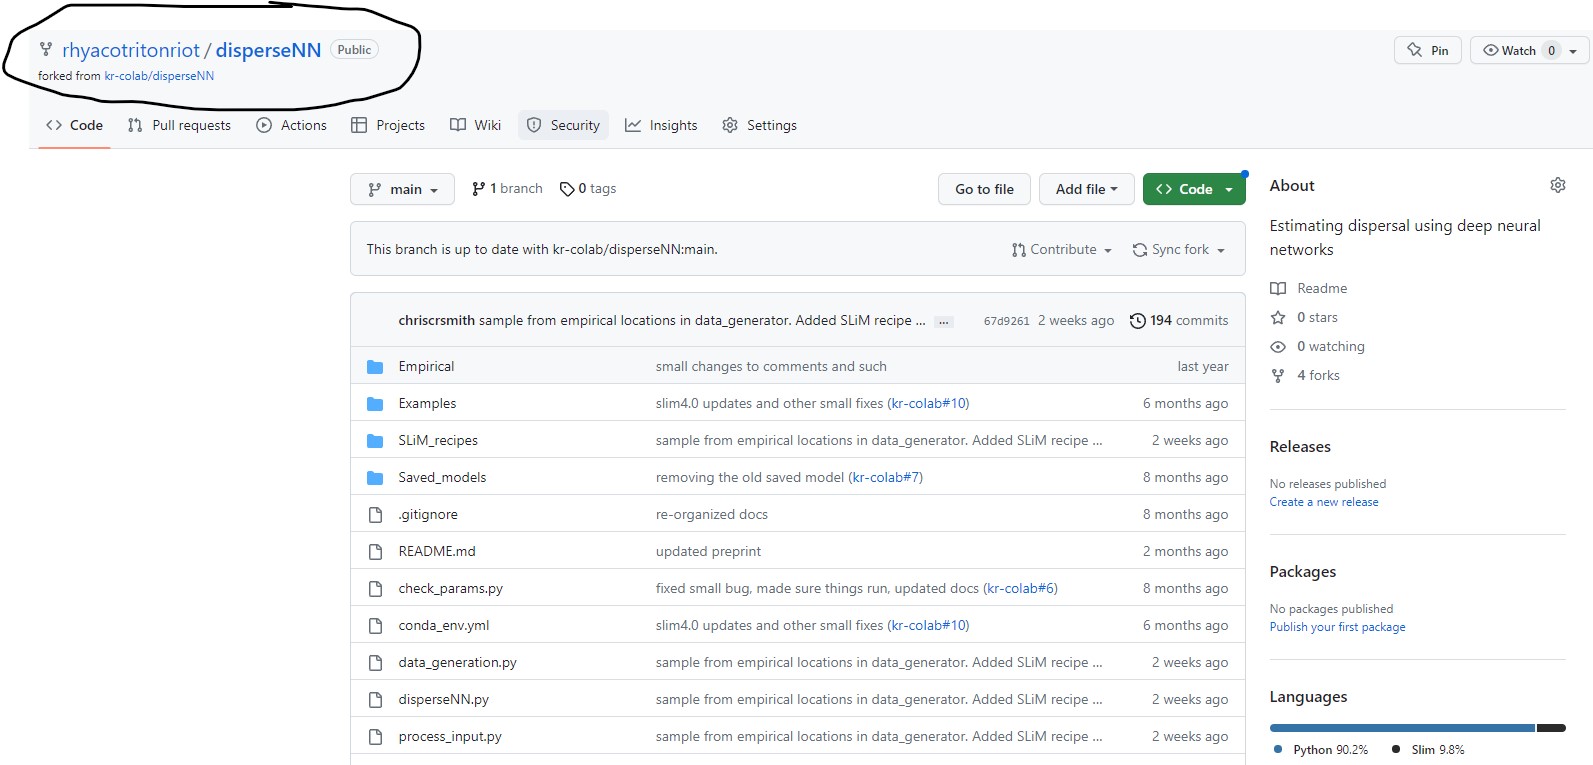 rhyacotritonriot / disperseNN Public
Pin Watch 0
forked from kr-colab/disperseNN
Code Pull requests Actions Projects Wiki Security Insights Settings
main 1 branch 0 tags Go to file Add file Code
This branch is up to date with kr-colab/disperseNN:main. Contribute Sync fork
chriscrsmith sample from empirical locations in data_generator. Added SLiM recipe ... ... 67d9261 2 weeks ago 194 commits
Empirical small changes to comments and such last year
Examples slim4.0 updates and other small fixes (kr-colab#10) 6 months ago
SLiM_recipes sample from empirical locations in data_generator. Added SLiM recipe ... 2 weeks ago
Saved_models removing the old saved model (kr-colab#7) 8 months ago
.gitignore re-organized docs 8 months ago
README.md updated preprint 2 months ago
check_params.py fixed small bug, made sure things run, updated docs (kr-colab#6) 8 months ago
conda_env.yml slim4.0 updates and other small fixes (kr-colab#10) 6 months ago
data_generation.py sample from empirical locations in data_generator. Added SLiM recipe ... 2 weeks ago
disperseNN.py sample from empirical locations in data_generator. Added SLiM recipe ... 2 weeks ago
process_input.py sample from empirical locations in data_generator. Added SLiM recipe ... 2 weeks ago
About
Estimating dispersal using deep neural
networks
Readme
0 stars
0 watching
4 forks
Releases
No releases published
Create a new release
Packages
No packages published
Publish your first package
Languages
Python 90.2% Slim 9.8%